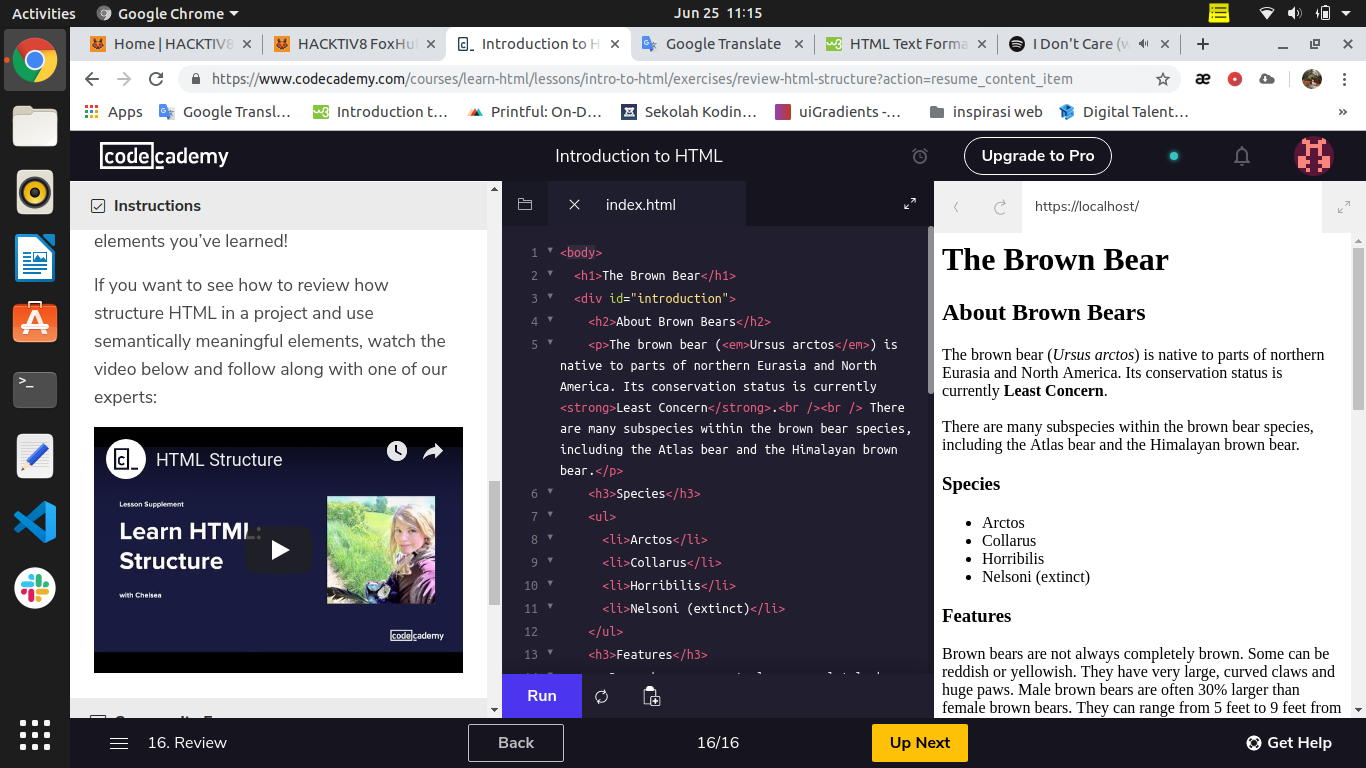 Activities Google Chrome Jun 25 11:15
Home | HACKTIV8 HACKTIV8 FoxHu Introduction to H Google Translate HTML Text Forma I Don't Care (w
https://www.codecademy.com/courses/learn-html/lessons/intro-to-html/exercises/review-html-structure?action=resume_content_item
Apps Google Transl… Introduction t… Printful: On-D… Sekolah Kodin… uiGradients -… inspirasi web Digital Talent… »
codecademy Introduction to HTML Upgrade to Pro
Instructions
elements you've learned!
If you want to see how to review how
structure HTML in a project and use
semantically meaningful elements, watch the
video below and follow along with one of our
experts:
HTML Structure
Lesson Supplement
Learn HTML:
Structure
with Chelsea
codecademy
index.html
1 <body>
2 <h1>The Brown Bear</h1>
3 <div id="introduction">
4 <h2>About Brown Bears</h2>
5 <p>The brown bear (<em>Ursus arctos</em>) is
native to parts of northern Eurasia and North
America. Its conservation status is currently
<strong>Least Concern</strong>.<br /><br /> There
are many subspecies within the brown bear species,
including the Atlas bear and the Himalayan brown
bear.</p>
6 <h3>Species</h3>
7 <ul>
8 <li>Arctos</li>
9 <li>Collarus</li>
10 <li>Horribilis</li>
11 <li>Nelsoni (extinct)</li>
12 </ul>
13 <h3>Features</h3>
Run
https://localhost/
The Brown Bear
About Brown Bears
The brown bear (Ursus arctos) is native to parts of northern
Eurasia and North America. Its conservation status is
currently Least Concern.
There are many subspecies within the brown bear species,
including the Atlas bear and the Himalayan brown bear.
Species
• Arctos
• Collarus
• Horribilis
• Nelsoni (extinct)
Features
Brown bears are not always completely brown. Some can be
reddish or yellowish. They have very large, curved claws and
huge paws. Male brown bears are often 30% larger than
female brown bears. They can range from 5 feet to 9 feet from
16. Review Back 16/16 Up Next Get Help